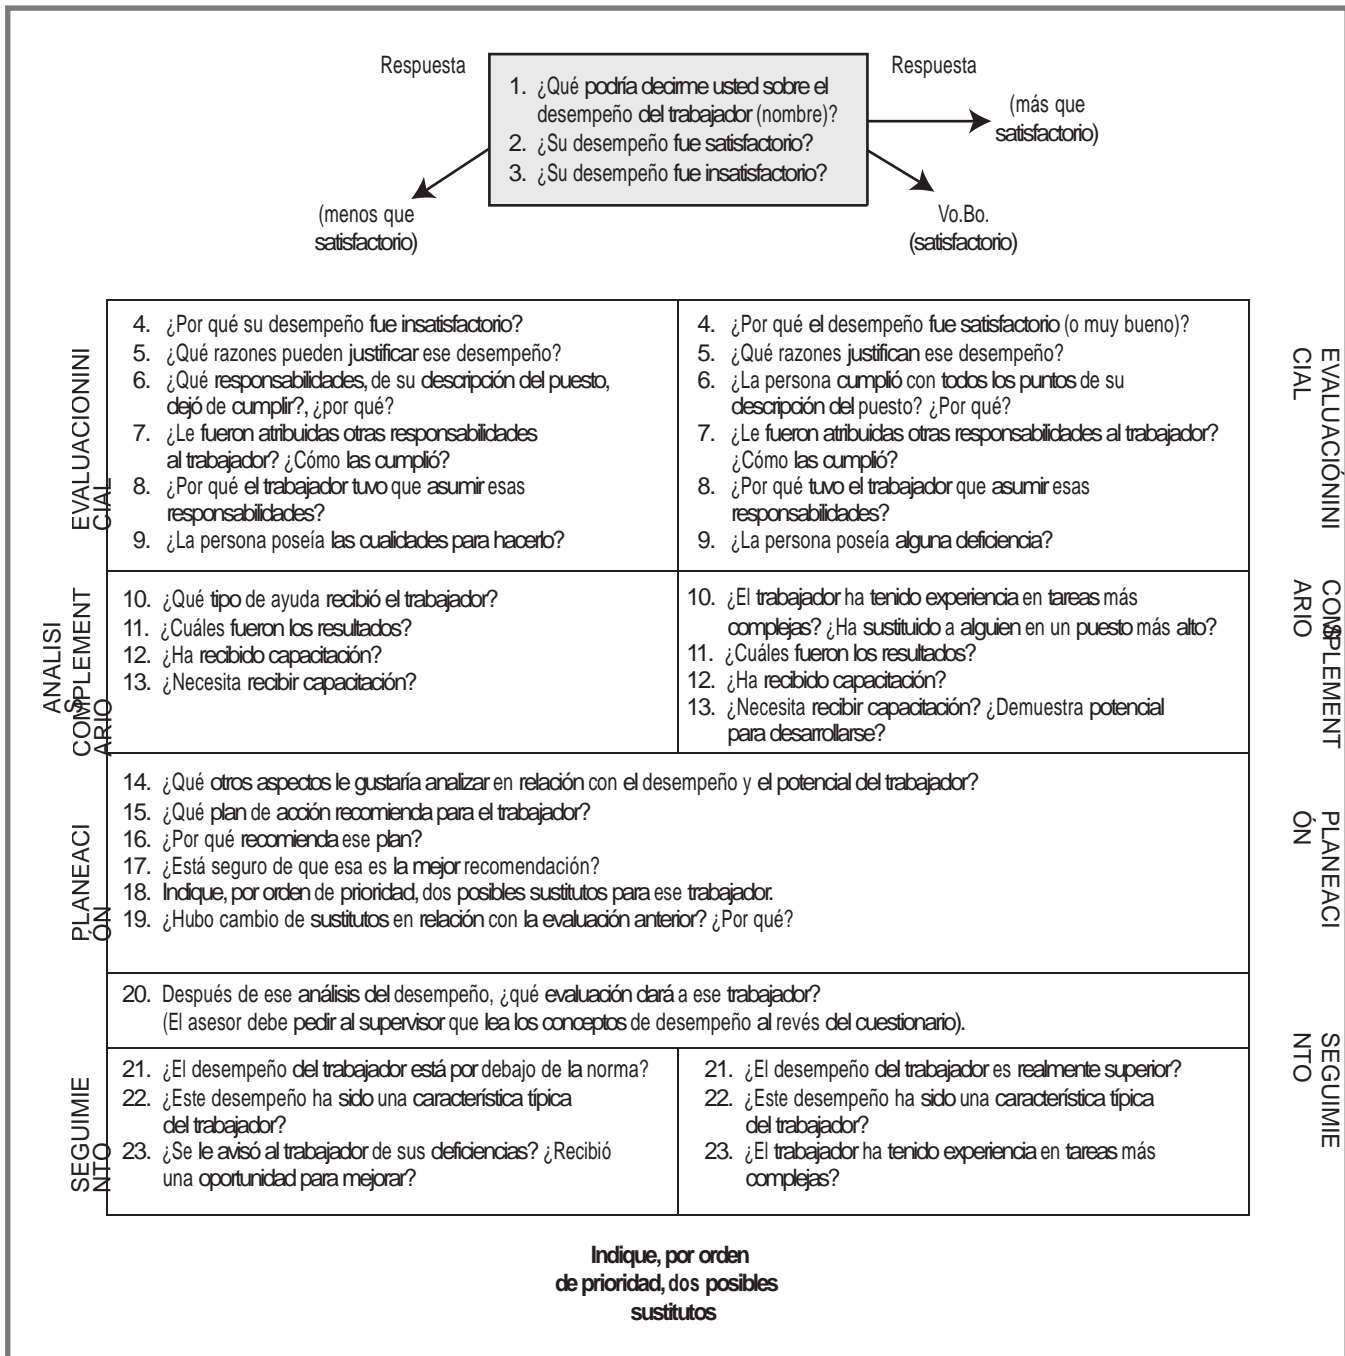 Respuesta
1. ¿Qué podría decirme usted sobre el
desempeño del trabajador (nombre)?
2. ¿Su desempeño fue satisfactorio?
3. ¿Su desempeño fue insatisfactorio?
Respuesta
(más que
satisfactorio)
(menos que
satisfactorio)
Vo.Bo.
(satisfactorio)
EVALUACIONINI
CIAL
4. ¿Por qué su desempeño fue insatisfactorio?
5. ¿Qué razones pueden justificar ese desempeño?
6. ¿Qué responsabilidades, de su descripción del puesto,
dejó de cumplir?, ¿por qué?
7. ¿Le fueron atribuidas otras responsabilidades
al trabajador? ¿Cómo las cumplió?
8. ¿Por qué el trabajador tuvo que asumir esas
responsabilidades?
9. ¿La persona poseía las cualidades para hacerlo?
4. ¿Por qué el desempeño fue satisfactorio (o muy bueno)?
5. ¿Qué razones justifican ese desempeño?
6. ¿La persona cumplió con todos los puntos de su
descripción del puesto? ¿Por qué?
7. ¿Le fueron atribuidas otras responsabilidades al trabajador?
¿Cómo las cumplió?
8. ¿Por qué tuvo el trabajador que asumir esas
responsabilidades?
9. ¿La persona poseía alguna deficiencia?
EVALUACIÓNINI
CIAL
ANALISI
S
COMPLEMENT
ARIO
10. ¿Qué tipo de ayuda recibió el trabajador?
11. ¿Cuáles fueron los resultados?
12. ¿Ha recibido capacitación?
13. ¿Necesita recibir capacitación?
10. ¿El trabajador ha tenido experiencia en tareas más
complejas? ¿Ha sustituido a alguien en un puesto más alto?
11. ¿Cuáles fueron los resultados?
12. ¿Ha recibido capacitación?
13. ¿Necesita recibir capacitación? ¿Demuestra potencial
para desarrollarse?
COMPLEMENT
ARIO
PLANEACI
ÓN
14. ¿Qué otros aspectos le gustaría analizar en relación con el desempeño y el potencial del trabajador?
15. ¿Qué plan de acción recomienda para el trabajador?
16. ¿Por qué recomienda ese plan?
17. ¿Está seguro de que esa es la mejor recomendación?
18. Indique, por orden de prioridad, dos posibles sustitutos para ese trabajador.
19. ¿Hubo cambio de sustitutos en relación con la evaluación anterior? ¿Por qué?
PLANEACI
ÓN
20. Después de ese análisis del desempeño, ¿qué evaluación dará a ese trabajador?
(El asesor debe pedir al supervisor que lea los conceptos de desempeño al revés del cuestionario).
SEGUIMIE
NTO
21. ¿El desempeño del trabajador está por debajo de la norma?
22. ¿Este desempeño ha sido una característica típica
del trabajador?
23. ¿Se le avisó al trabajador de sus deficiencias? ¿Recibió
una oportunidad para mejorar?
21. ¿El desempeño del trabajador es realmente superior?
22. ¿Este desempeño ha sido una característica típica
del trabajador?
23. ¿El trabajador ha tenido experiencia en tareas más
complejas?
SEGUIMIE
NTO
Indique, por orden
de prioridad, dos posibles
sustitutos